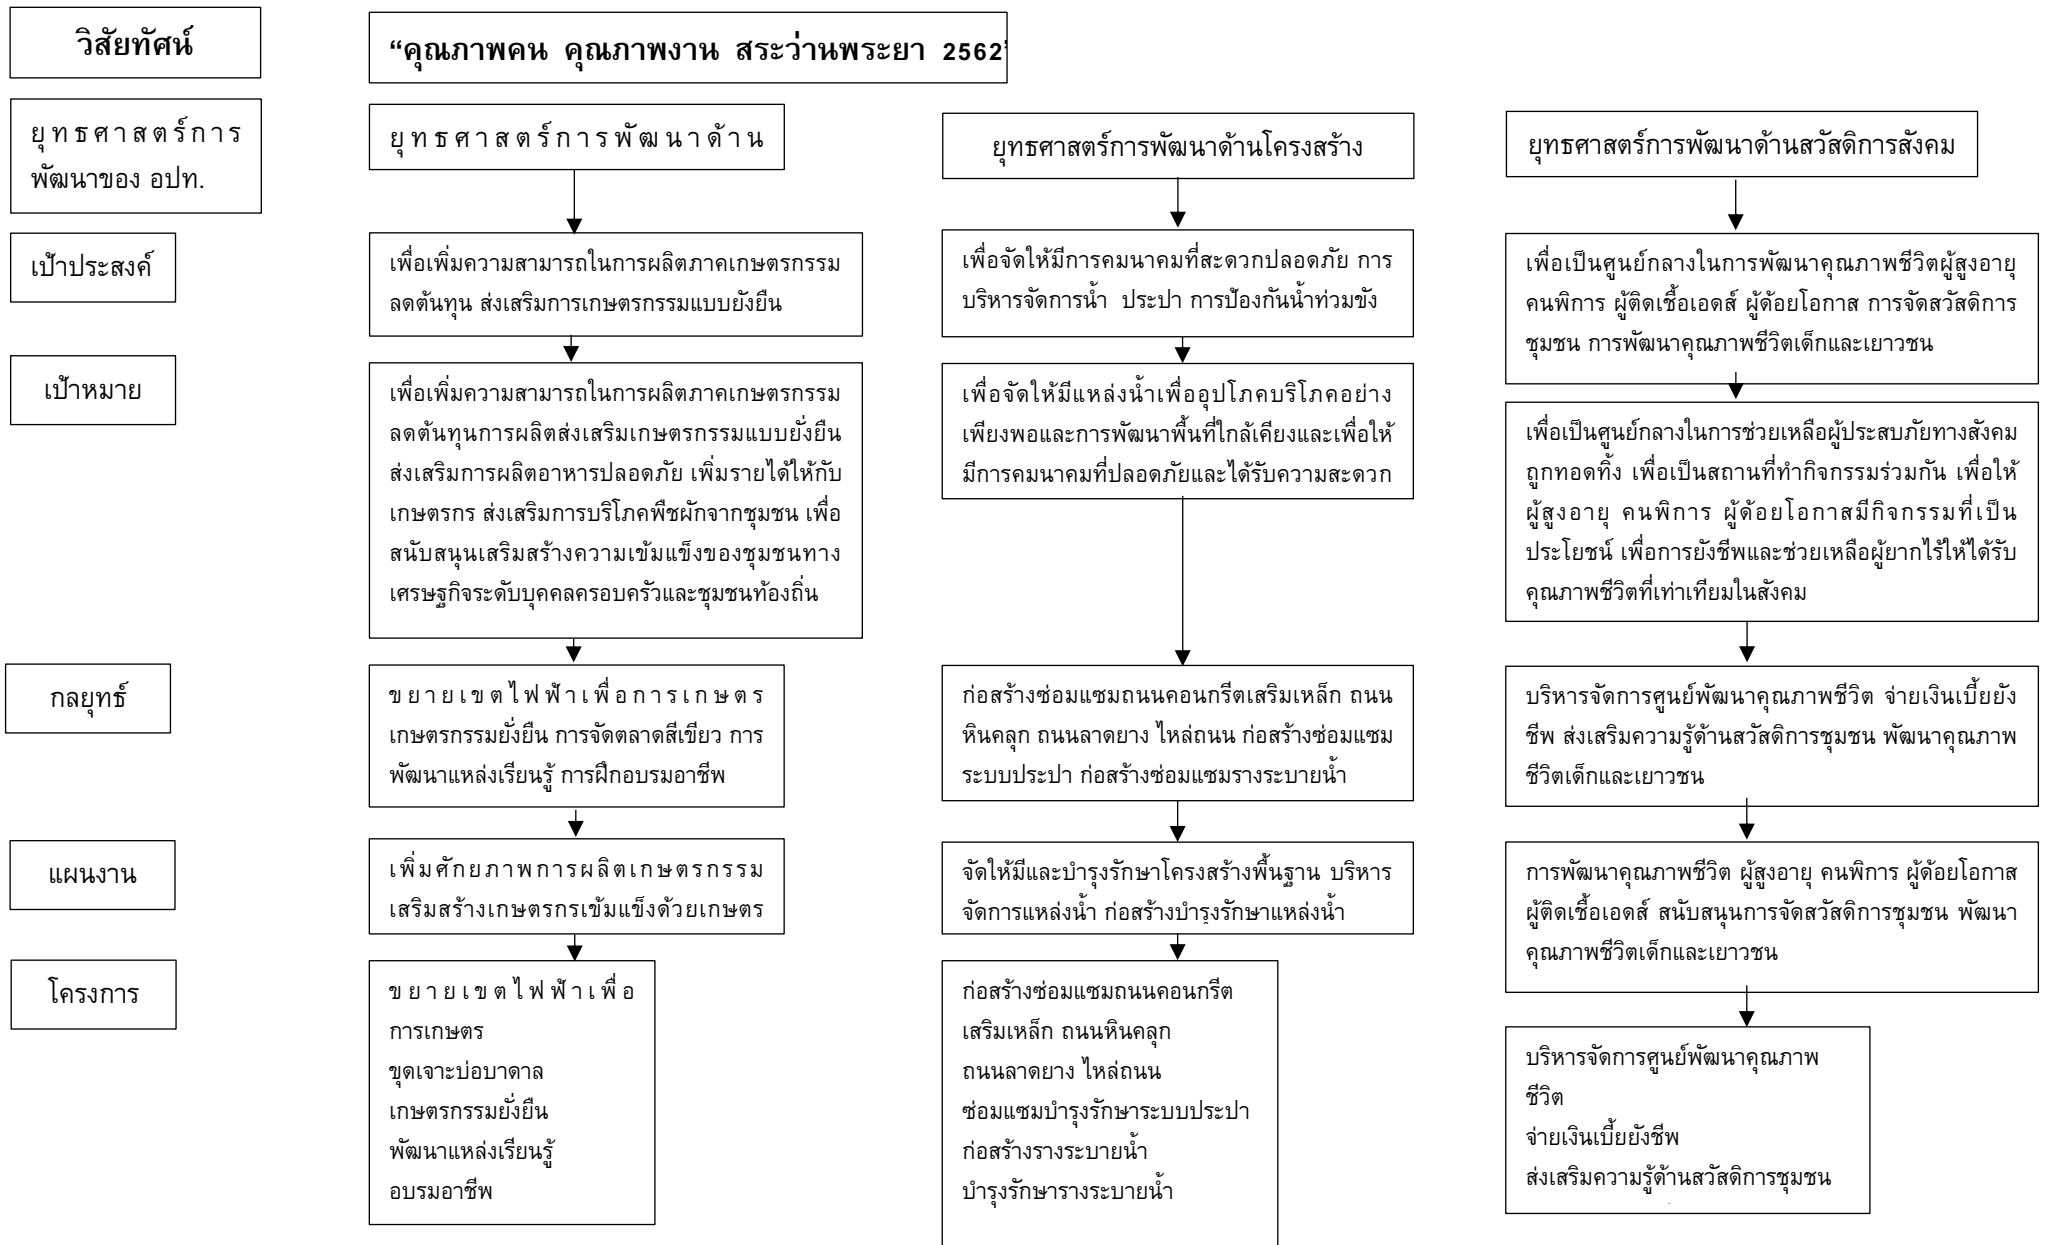 วิสัยทัศน์
“คุณภาพคน คุณภาพงาน สระว่านพระยา 2562”
ยุทธศาสตร์การ
พัฒนาของ อปท.
ยุทธศาสตร์การพัฒนาด้าน
ยุทธศาสตร์การพัฒนาด้านโครงสร้าง
ยุทธศาสตร์การพัฒนาด้านสวัสดิการสังคม
เป้าประสงค์
เพื่อเพิ่มความสามารถในการผลิตภาคเกษตรกรรม
ลดต้นทุน ส่งเสริมการเกษตรกรรมแบบยังยืน
เพื่อจัดให้มีการคมนาคมที่สะดวกปลอดภัย การ
บริหารจัดการน้ำ ประปา การป้องกันน้ำท่วมขัง
เพื่อเป็นศูนย์กลางในการพัฒนาคุณภาพชีวิตผู้สูงอายุ
คนพิการ ผู้ติดเชื้อเอดส์ ผู้ด้อยโอกาส การจัดสวัสดิการ
ชุมชน การพัฒนาคุณภาพชีวิตเด็กและเยาวชน
เป้าหมาย
เพื่อเพิ่มความสามารถในการผลิตภาคเกษตรกรรม
ลดต้นทุนการผลิตส่งเสริมเกษตรกรรมแบบยั่งยืน
ส่งเสริมการผลิตอาหารปลอดภัย เพิ่มรายได้ให้กับ
เกษตรกร ส่งเสริมการบริโภคพืชผักจากชุมชน เพื่อ
สนับสนุนเสริมสร้างความเข้มแข็งของชุมชนทาง
เศรษฐกิจระดับบุคคลครอบครัวและชุมชนท้องถิ่น
เพื่อจัดให้มีแหล่งน้ำเพื่ออุปโภคบริโภคอย่าง
เพียงพอและการพัฒนาพื้นที่ใกล้เคียงและเพื่อให้
มีการคมนาคมที่ปลอดภัยและได้รับความสะดวก
เพื่อเป็นศูนย์กลางในการช่วยเหลือผู้ประสบภัยทางสังคม
ถูกทอดทิ้ง เพื่อเป็นสถานที่ทำกิจกรรมร่วมกัน เพื่อให้
ผู้สูงอายุ คนพิการ ผู้ด้อยโอกาสมีกิจกรรมที่เป็น
ประโยชน์ เพื่อการยังชีพและช่วยเหลือผู้ยากไร้ให้ได้รับ
คุณภาพชีวิตที่เท่าเทียมในสังคม
กลยุทธ์
ขยายเขตไฟฟ้าเพื่อการเกษตร
เกษตรกรรมยั่งยืน การจัดตลาดสีเขียว การ
พัฒนาแหล่งเรียนรู้ การฝึกอบรมอาชีพ
ก่อสร้างซ่อมแซมถนนคอนกรีตเสริมเหล็ก ถนน
หินคลุก ถนนลาดยาง ไหล่ถนน ก่อสร้างซ่อมแซม
ระบบประปา ก่อสร้างซ่อมแซมรางระบายน้ำ
บริหารจัดการศูนย์พัฒนาคุณภาพชีวิต จ่ายเงินเบี้ยยัง
ชีพ ส่งเสริมความรู้ด้านสวัสดิการชุมชน พัฒนาคุณภาพ
ชีวิตเด็กและเยาวชน
แผนงาน
เพิ่มศักยภาพการผลิตเกษตรกรรม
เสริมสร้างเกษตรกรเข้มแข็งด้วยเกษตร
จัดให้มีและบำรุงรักษาโครงสร้างพื้นฐาน บริหาร
จัดการแหล่งน้ำ ก่อสร้างบำรุงรักษาแหล่งน้ำ
การพัฒนาคุณภาพชีวิต ผู้สูงอายุ คนพิการ ผู้ด้อยโอกาส
ผู้ติดเชื้อเอดส์ สนับสนุนการจัดสวัสดิการชุมชน พัฒนา
คุณภาพชีวิตเด็กและเยาวชน
โครงการ
ขยายเขตไฟฟ้าเพื่อ
การเกษตร
ขุดเจาะบ่อบาดาล
เกษตรกรรมยั่งยืน
พัฒนาแหล่งเรียนรู้
อบรมอาชีพ
ก่อสร้างซ่อมแซมถนนคอนกรีต
เสริมเหล็ก ถนนหินคลุก
ถนนลาดยาง ไหล่ถนน
ซ่อมแซมบำรุงรักษาระบบประปา
ก่อสร้างรางระบายน้ำ
บำรุงรักษารางระบายน้ำ
บริหารจัดการศูนย์พัฒนาคุณภาพ
ชีวิต
จ่ายเงินเบี้ยยังชีพ
ส่งเสริมความรู้ด้านสวัสดิการชุมชน